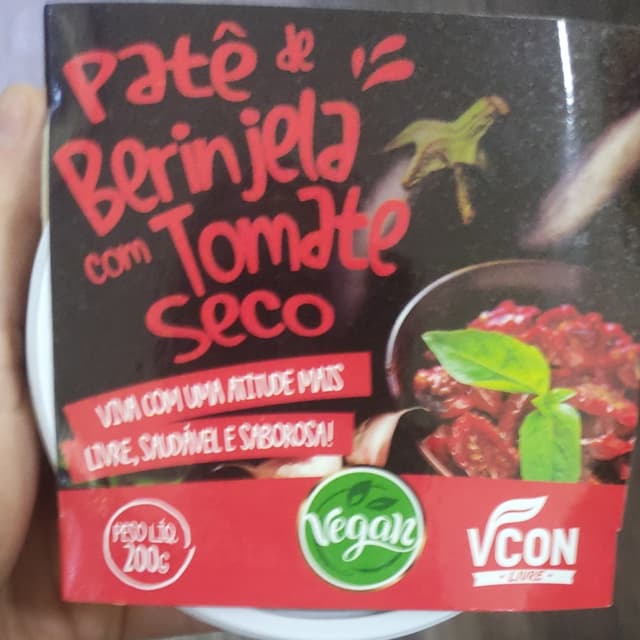 Patê de
Berinjela
com Tomate
Seco
VIVA COM UMA ATITUDE MAIS
LIVRE, SAUDÁVEL E SABOROSA!
PESO LÍQ.
200G
Vegan
VCON
LIVRE